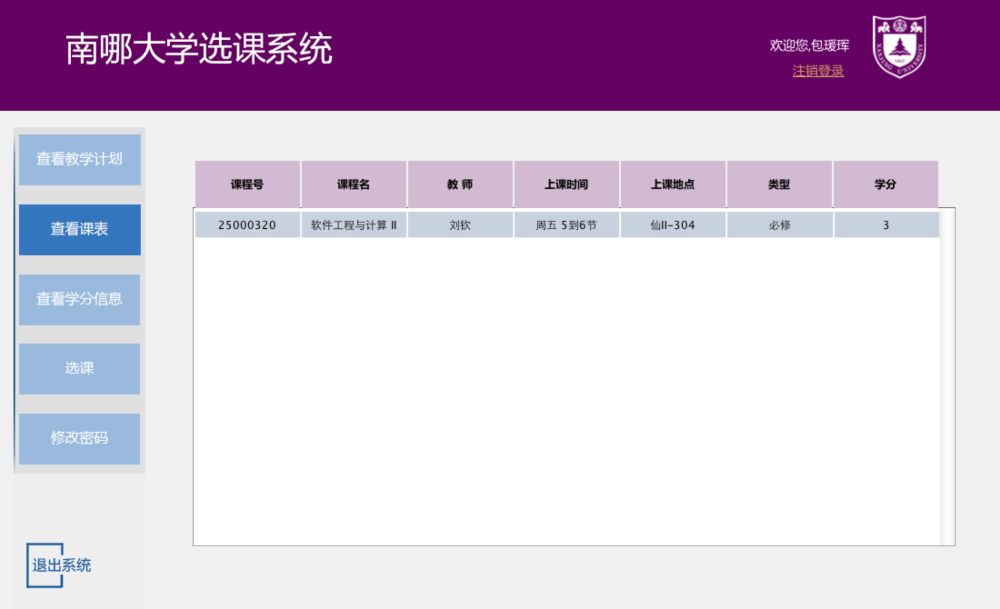 南哪大学选课系统
欢迎您,包瑗珲
注销登录
NANJING UNIVERSITY
1902
查看教学计划
查看课表
查看学分信息
选课
修改密码
退出系统
课程号 课程名 教 师 上课时间 上课地点 类型 学分
25000320 软件工程与计算 II 刘钦 周五 5到6节 仙II-304 必修 3